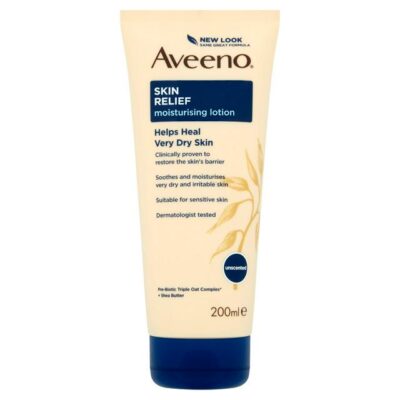 NEW LOOK
SAME GREAT FORMULA
Aveeno
SKIN
RELIEF
moisturising lotion
Helps Heal
Very Dry Skin
Clinically proven to
restore the skin's barrier
Soothes and moisturises
very dry and irritable skin
Suitable for sensitive skin
Dermatologist tested
unscented
Pre-Biotic Triple Oat Complex*
+ Shea Butter
200ml e